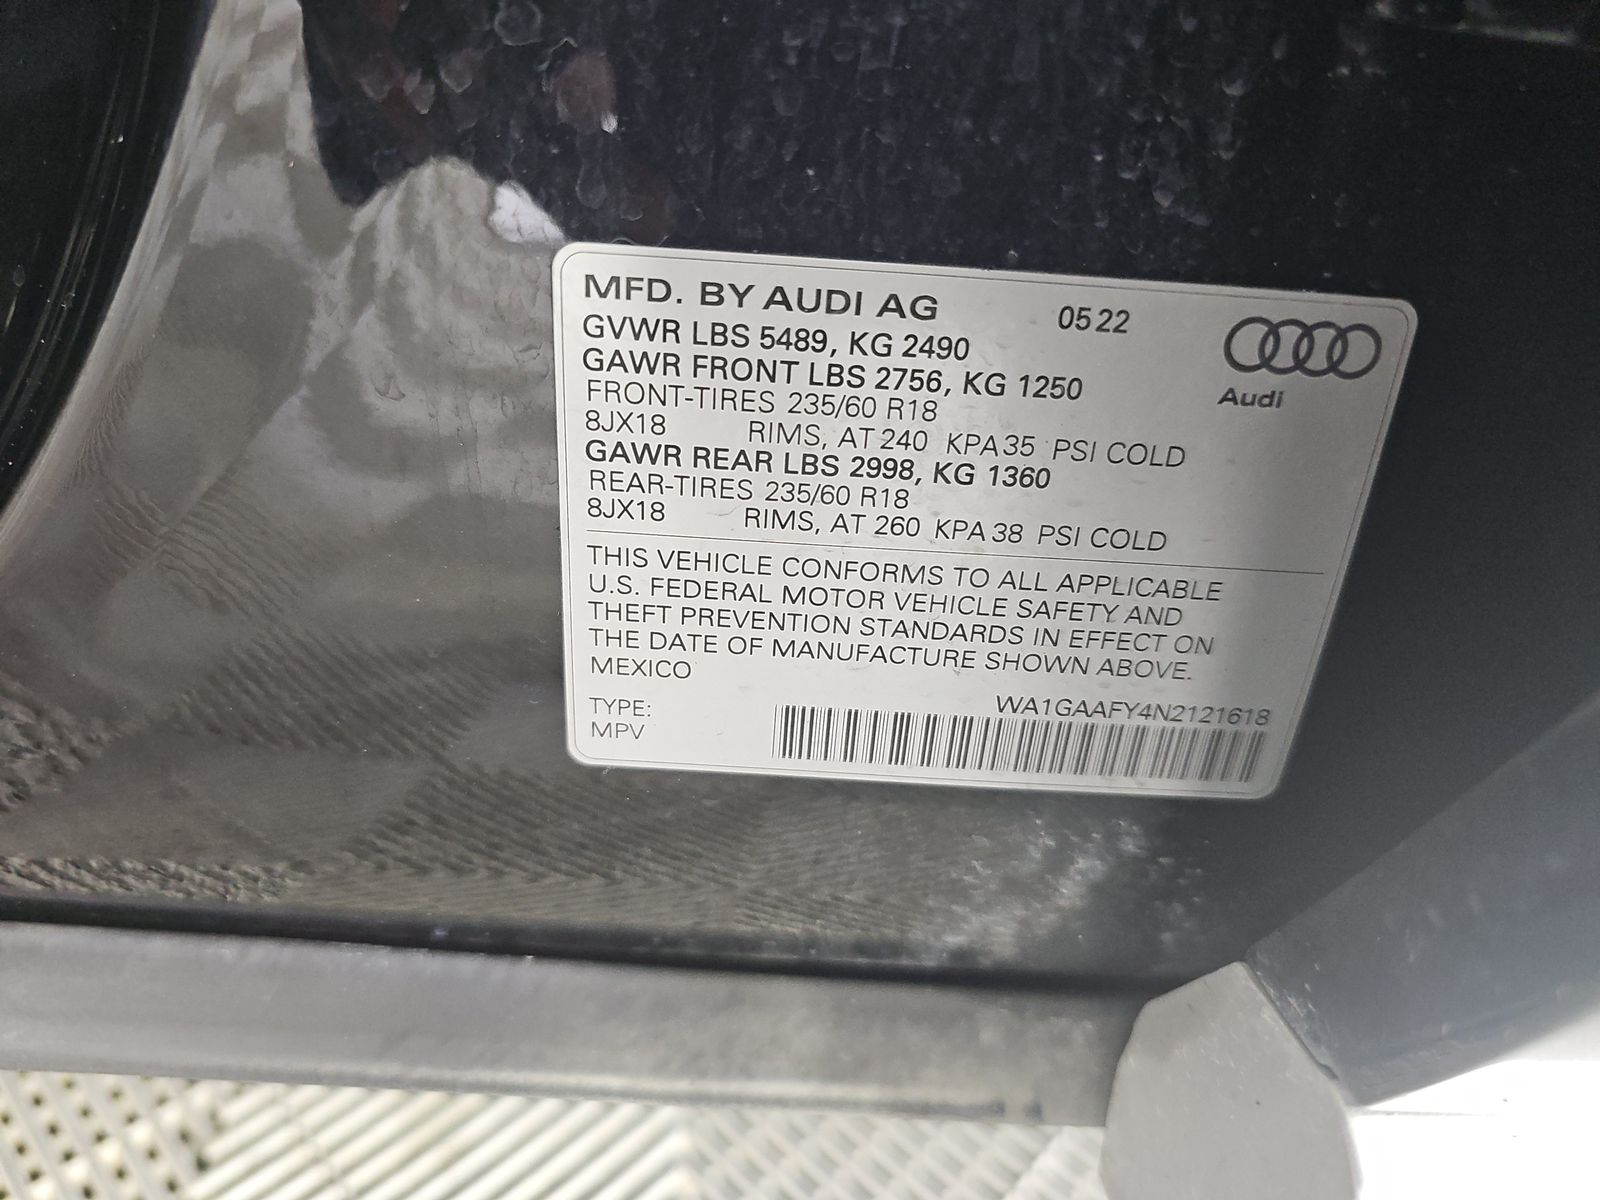 MFD. BY AUDI AG 0522
GVWR LBS 5489, KG 2490
GAWR FRONT LBS 2756, KG 1250
Audi
FRONT-TIRES 235/60 R18
8JX18 RIMS, AT 240 KPA 35 PSI COLD
GAWR REAR LBS 2998, KG 1360
REAR-TIRES 235/60 R18
8JX18 RIMS, AT 260 KPA 38 PSI COLD
THIS VEHICLE CONFORMS TO ALL APPLICABLE
U.S. FEDERAL MOTOR VEHICLE SAFETY AND
THEFT PREVENTION STANDARDS IN EFFECT ON
THE DATE OF MANUFACTURE SHOWN ABOVE.
MEXICO
WA1GAAFY4N2121618
TYPE:
MPV